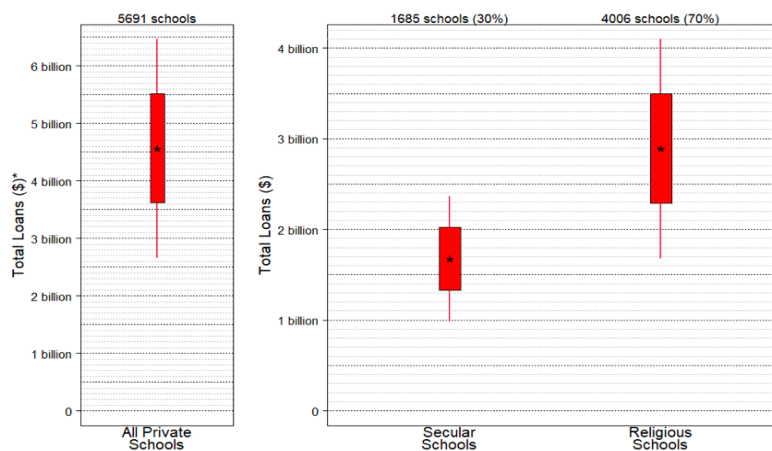 5691 schools
Total Loans ($)*
6 billion
5 billion
4 billion
3 billion
2 billion
1 billion
0
All Private
Schools
1685 schools (30%)
4006 schools (70%)
Total Loans ($)
4 billion
3 billion
2 billion
1 billion
0
Secular
Schools
Religious
Schools